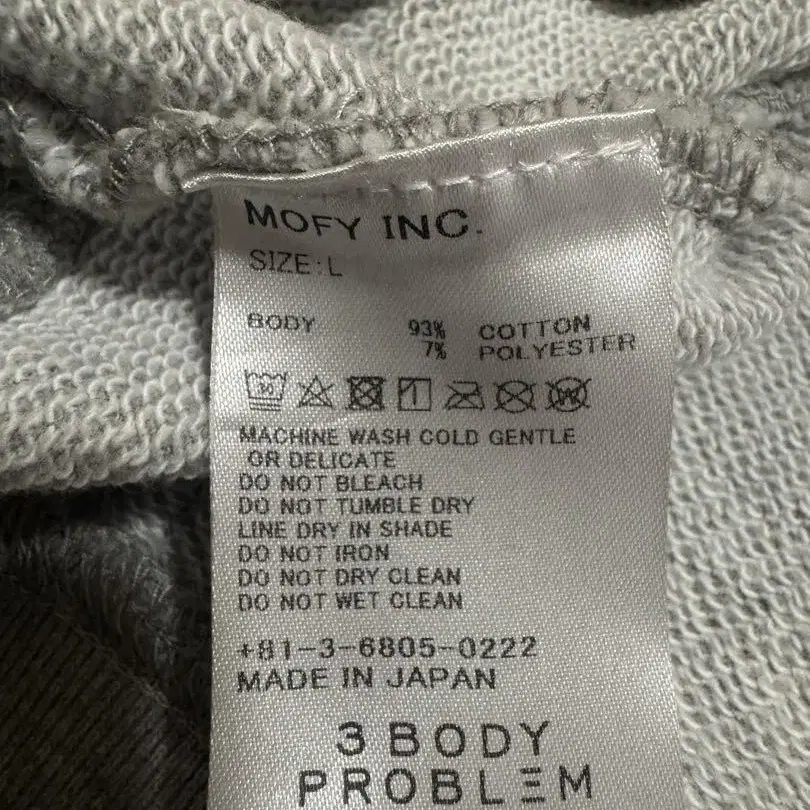 MOFY INC.
SIZE:L
BODY 93% COTTON
7% POLYESTER
MACHINE WASH COLD GENTLE
OR DELICATE
DO NOT BLEACH
DO NOT TUMBLE DRY
LINE DRY IN SHADE
DO NOT IRON
DO NOT DRY CLEAN
DO NOT WET CLEAN
+81-3-6805-0222
MADE IN JAPAN
3 BODY
PROBLEM